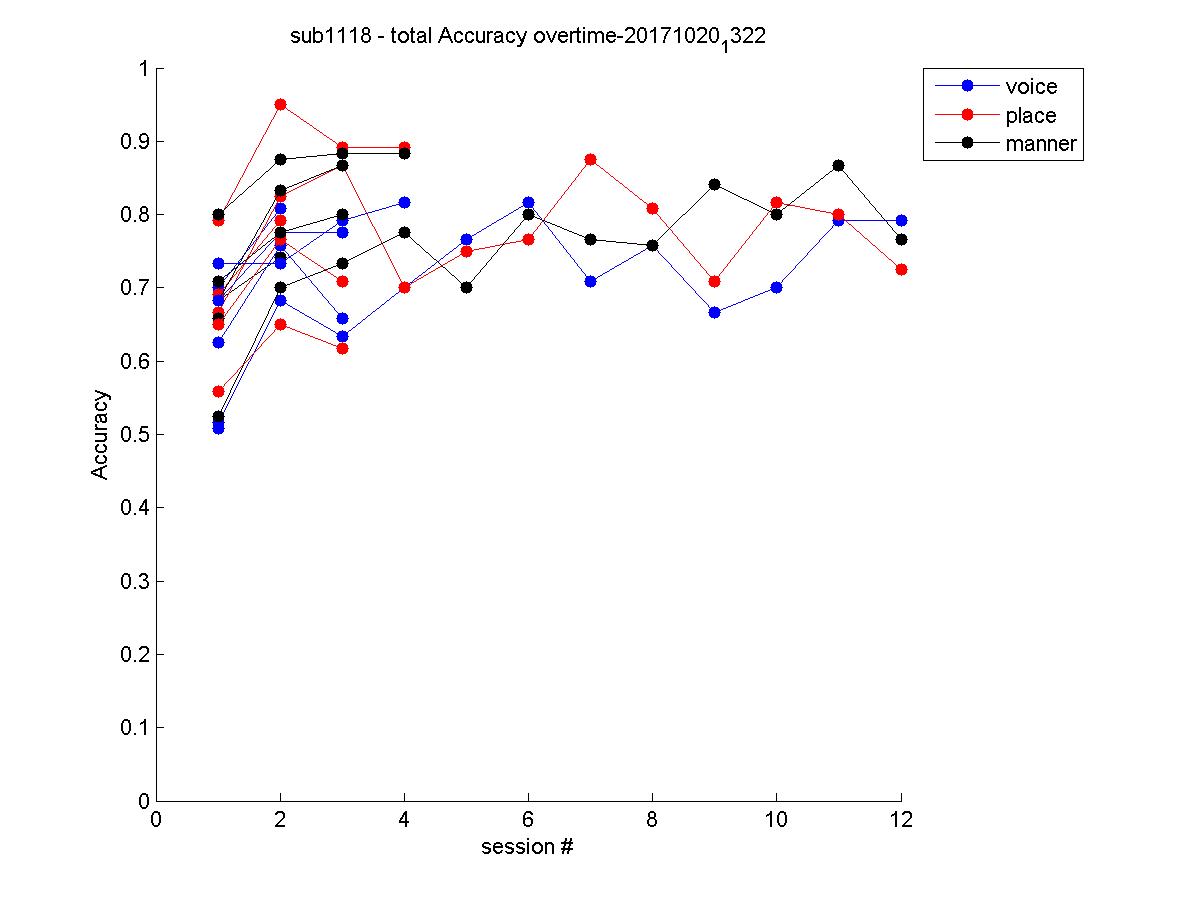 sub1118 - total Accuracy overtime-20171020₁322
voice
place
manner
1
0.9
0.8
0.7
0.6
0.5
0.4
0.3
0.2
0.1
0
Accuracy
0 2 4 6 8 10 12
session #